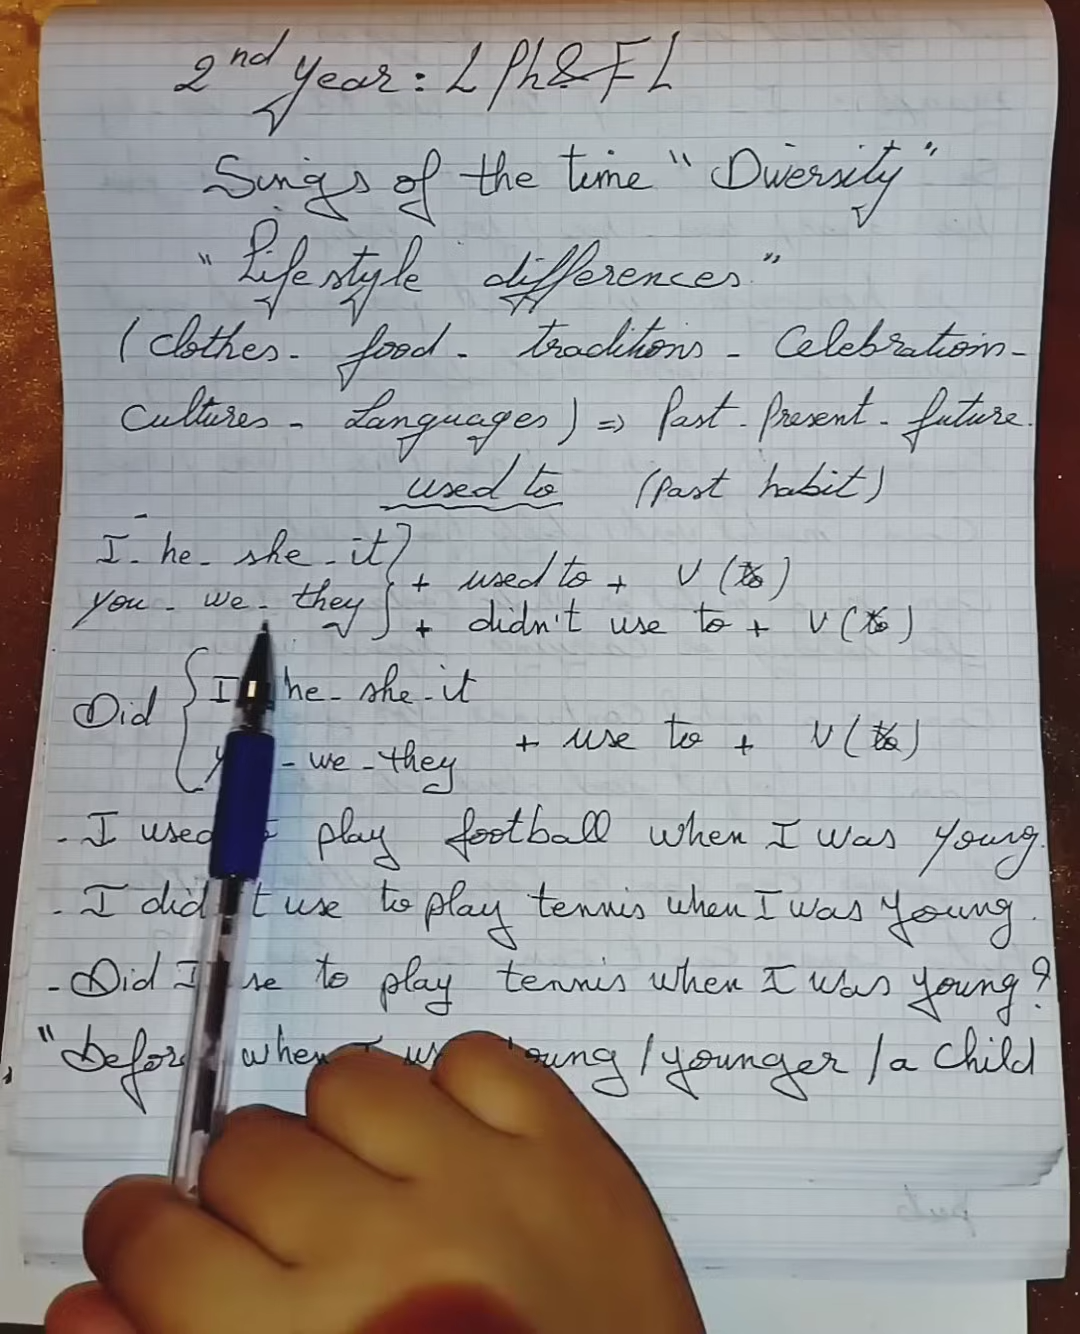 2nd year: L Ph & FL
Sings of the time "Diversity"
"Lifestyle differences"
(clothes - food - traditions - Celebrations -
Cultures - Languages) => Past - Present - future.
used to (Past habit)
I - he - she - it } + used to + V (to)
you - we - they } + didn't use to + V (to)
Did { I he - she - it
- we - they + use to + V (to)
- I used play football when I was young.
- I did t use to play tennis when I was young.
- Did I se to play tennis when I was young?
"Before when I young / younger / a child